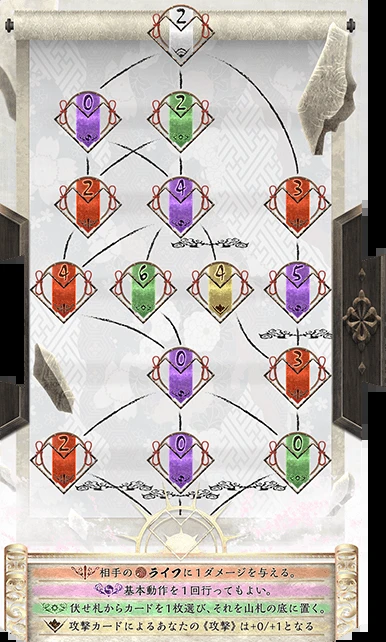 2
0 2
2 4 3
4 6 4 5
0 3
2 0 0
相手のライフに1ダメージを与える。
基本動作を1回行ってもよい。
伏せ札からカードを1枚選び、それを山札の底に置く。
攻撃カードによるあなたの《攻撃》は+0/+1となる